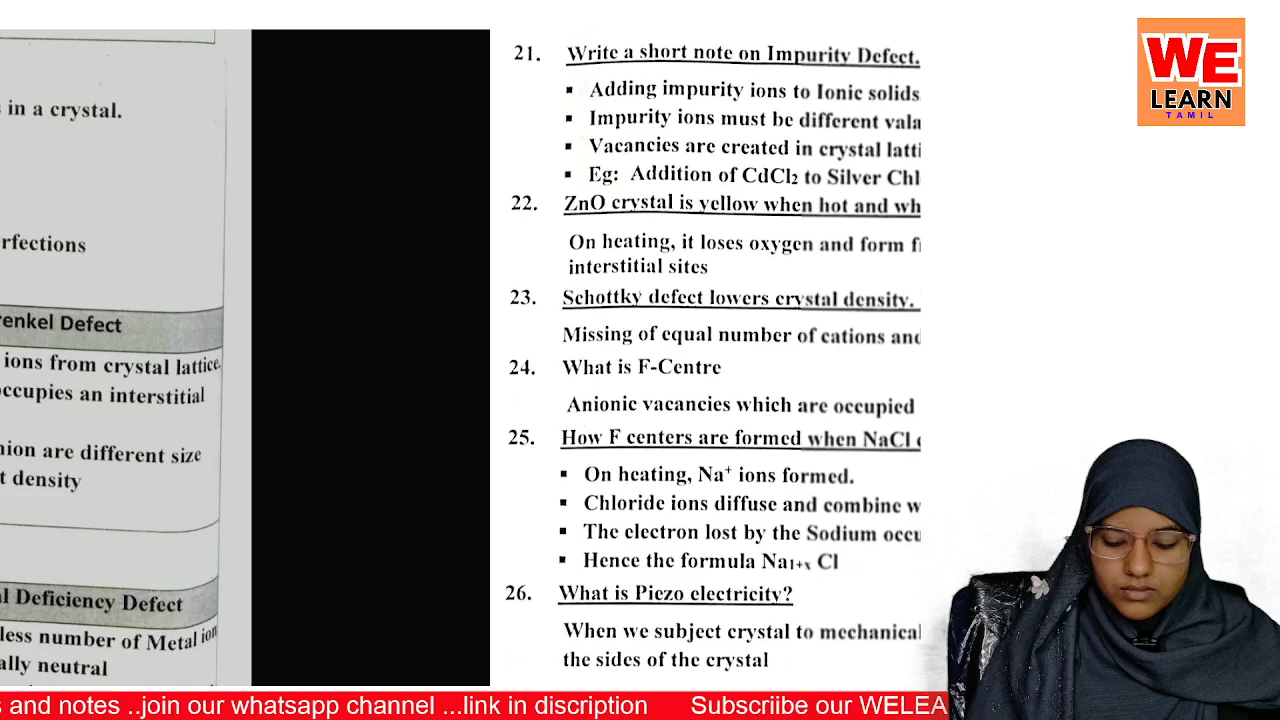 in a crystal.
rfections
enkel Defect
ions from crystal lattice.
ccupies an interstitial
ion are different size
t density
l Deficiency Defect
less number of Metal ion
ally neutral
21. Write a short note on Impurity Defect.
▪ Adding impurity ions to Ionic solids
▪ Impurity ions must be different vala
▪ Vacancies are created in crystal latti
▪ Eg: Addition of CdCl₂ to Silver Chl
22. ZnO crystal is yellow when hot and wh
On heating, it loses oxygen and form f
interstitial sites
23. Schottky defect lowers crystal density.
Missing of equal number of cations and
24. What is F-Centre
Anionic vacancies which are occupied
25. How F centers are formed when NaCl
▪ On heating, Na⁺ ions formed.
▪ Chloride ions diffuse and combine w
▪ The electron lost by the Sodium occu
▪ Hence the formula Na₁₊ₓ Cl
26. What is Piezo electricity?
When we subject crystal to mechanical
the sides of the crystal
WE
LEARN
TAMIL
s and notes ..join our whatsapp channel ...link in discription Subscriibe our WELEA